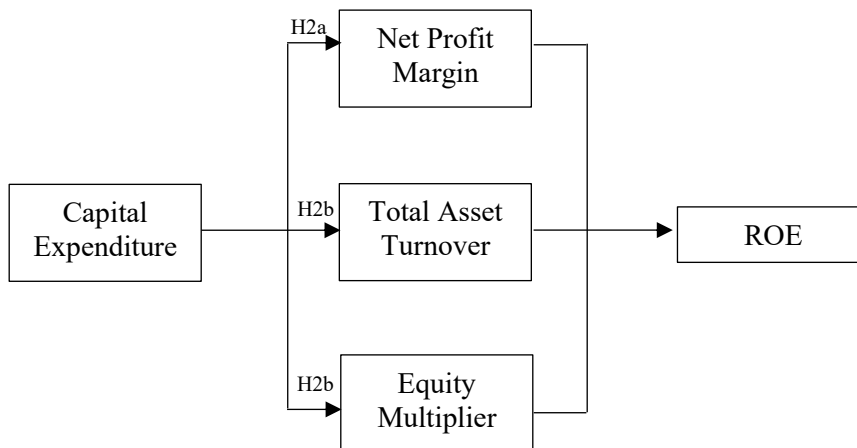 H2a
Net Profit
Margin
Capital
Expenditure
H2b
Total Asset
Turnover
ROE
H2b
Equity
Multiplier